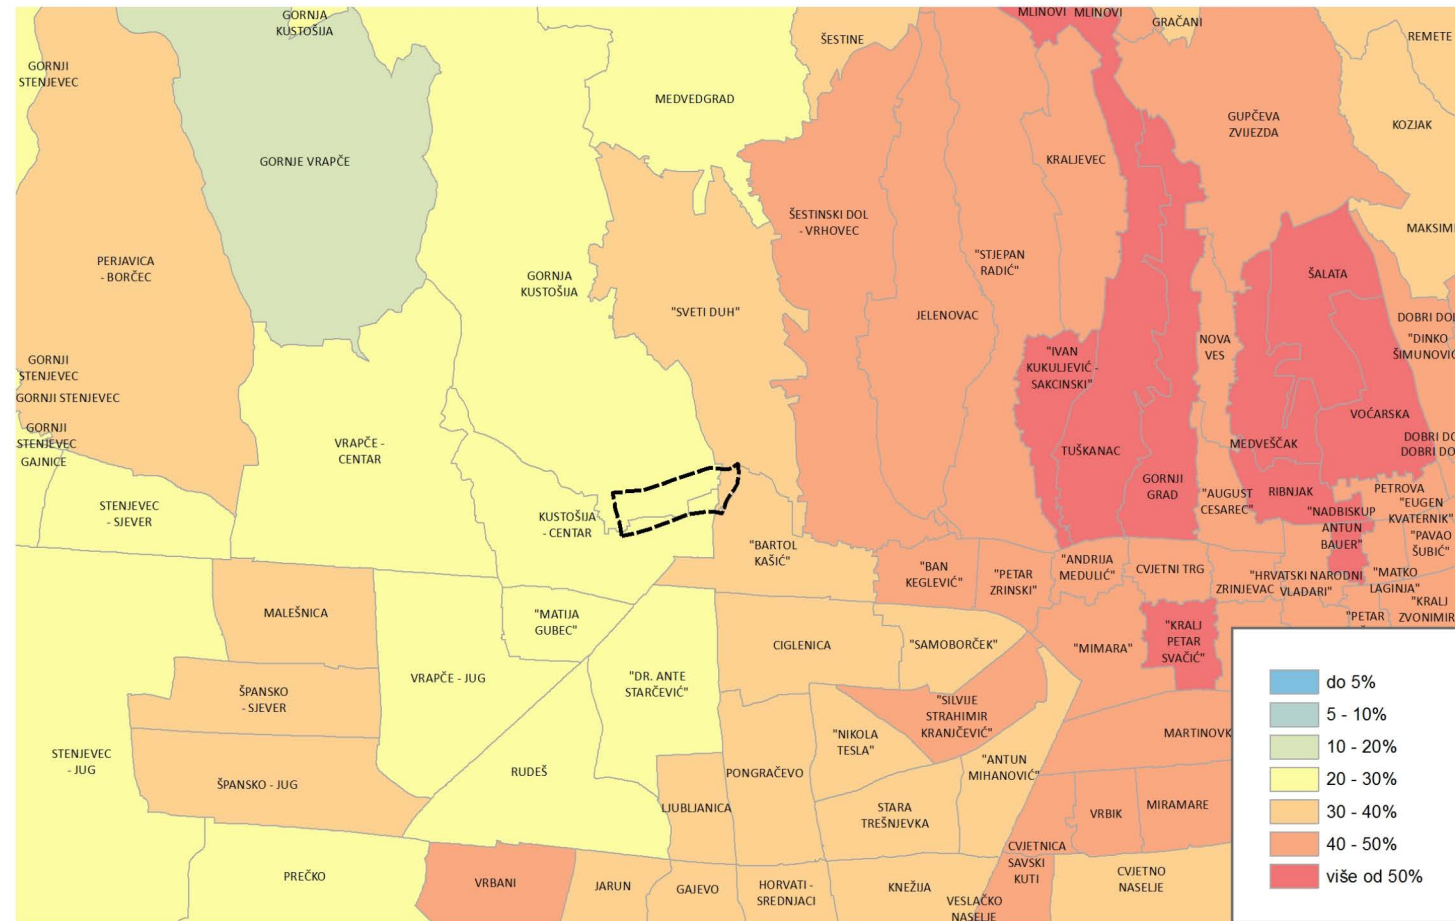 GORNJA
KUSTOŠIJA
MLINOVI
MLINOVI
GRAČANI
ŠESTINE
REMETE
GORNJI
STENJEVEC
MEDVEDGRAD
GUPČEVA
ZVIJEZDA
KOZJAK
GORNJE VRAPČE
KRALJEVEC
ŠESTINSKI DOL
- VRHOVEC
MAKSIMI
PERJAVICA
- BORČEC
"STJEPAN
RADIĆ"
GORNJA
KUSTOŠIJA
ŠALATA
"SVETI DUH"
JELENOVAC
DOBRI DOL
NOVA
VES
"DINKO
ŠIMUNOVIĆ
"IVAN
KUKULJEVIĆ -
SAKCINSKI"
GORNJI
STENJEVEC
GORNJI STENJEVEC
GORNJI
STENJEVEC
GAJNICE
VOĆARSKA
VRAPČE -
CENTAR
TUŠKANAC
MEDVEŠČAK
DOBRI DO
DOBRI DO
GORNJI
GRAD
"AUGUST
CESAREC"
RIBNJAK
PETROVA
"EUGEN
KVATERNIK"
STENJEVEC
- SJEVER
KUSTOŠIJA
- CENTAR
"NADBISKUP
ANTUN
BAUER"
"PAVAO
ŠUBIĆ"
"BARTOL
KAŠIĆ"
"BAN
KEGLEVIĆ"
"PETAR
ZRINSKI"
"ANDRIJA
MEDULIĆ"
CVJETNI TRG
ZRINJEVAC
"HRVATSKI NARODNI
VLADARI"
"MATKO
LAGINJA"
"KRALJ
ZVONIMIR
"PETAR
MALEŠNICA
"MATIJA
GUBEC"
CIGLENICA
"SAMOBORČEK"
"MIMARA"
"KRALJ
PETAR
SVAČIĆ"
VRAPČE - JUG
"DR. ANTE
STARČEVIĆ"
ŠPANSKO
- SJEVER
"SILVIJE
STRAHIMIR
KRANJČEVIĆ"
"NIKOLA
TESLA"
MARTINOVK
STENJEVEC
- JUG
RUDEŠ
PONGRAČEVO
"ANTUN
MIHANOVIĆ"
ŠPANSKO - JUG
LJUBLJANICA
STARA
TREŠNJEVKA
VRBIK
MIRAMARE
CVJETNICA
SAVSKI
KUTI
PREČKO
VRBANI
JARUN
GAJEVO
HORVATI -
SREDNJACI
KNEŽIJA
VESLAČKO
NASELJE
CVJETNO
NASELJE
do 5%
5 - 10%
10 - 20%
20 - 30%
30 - 40%
40 - 50%
više od 50%